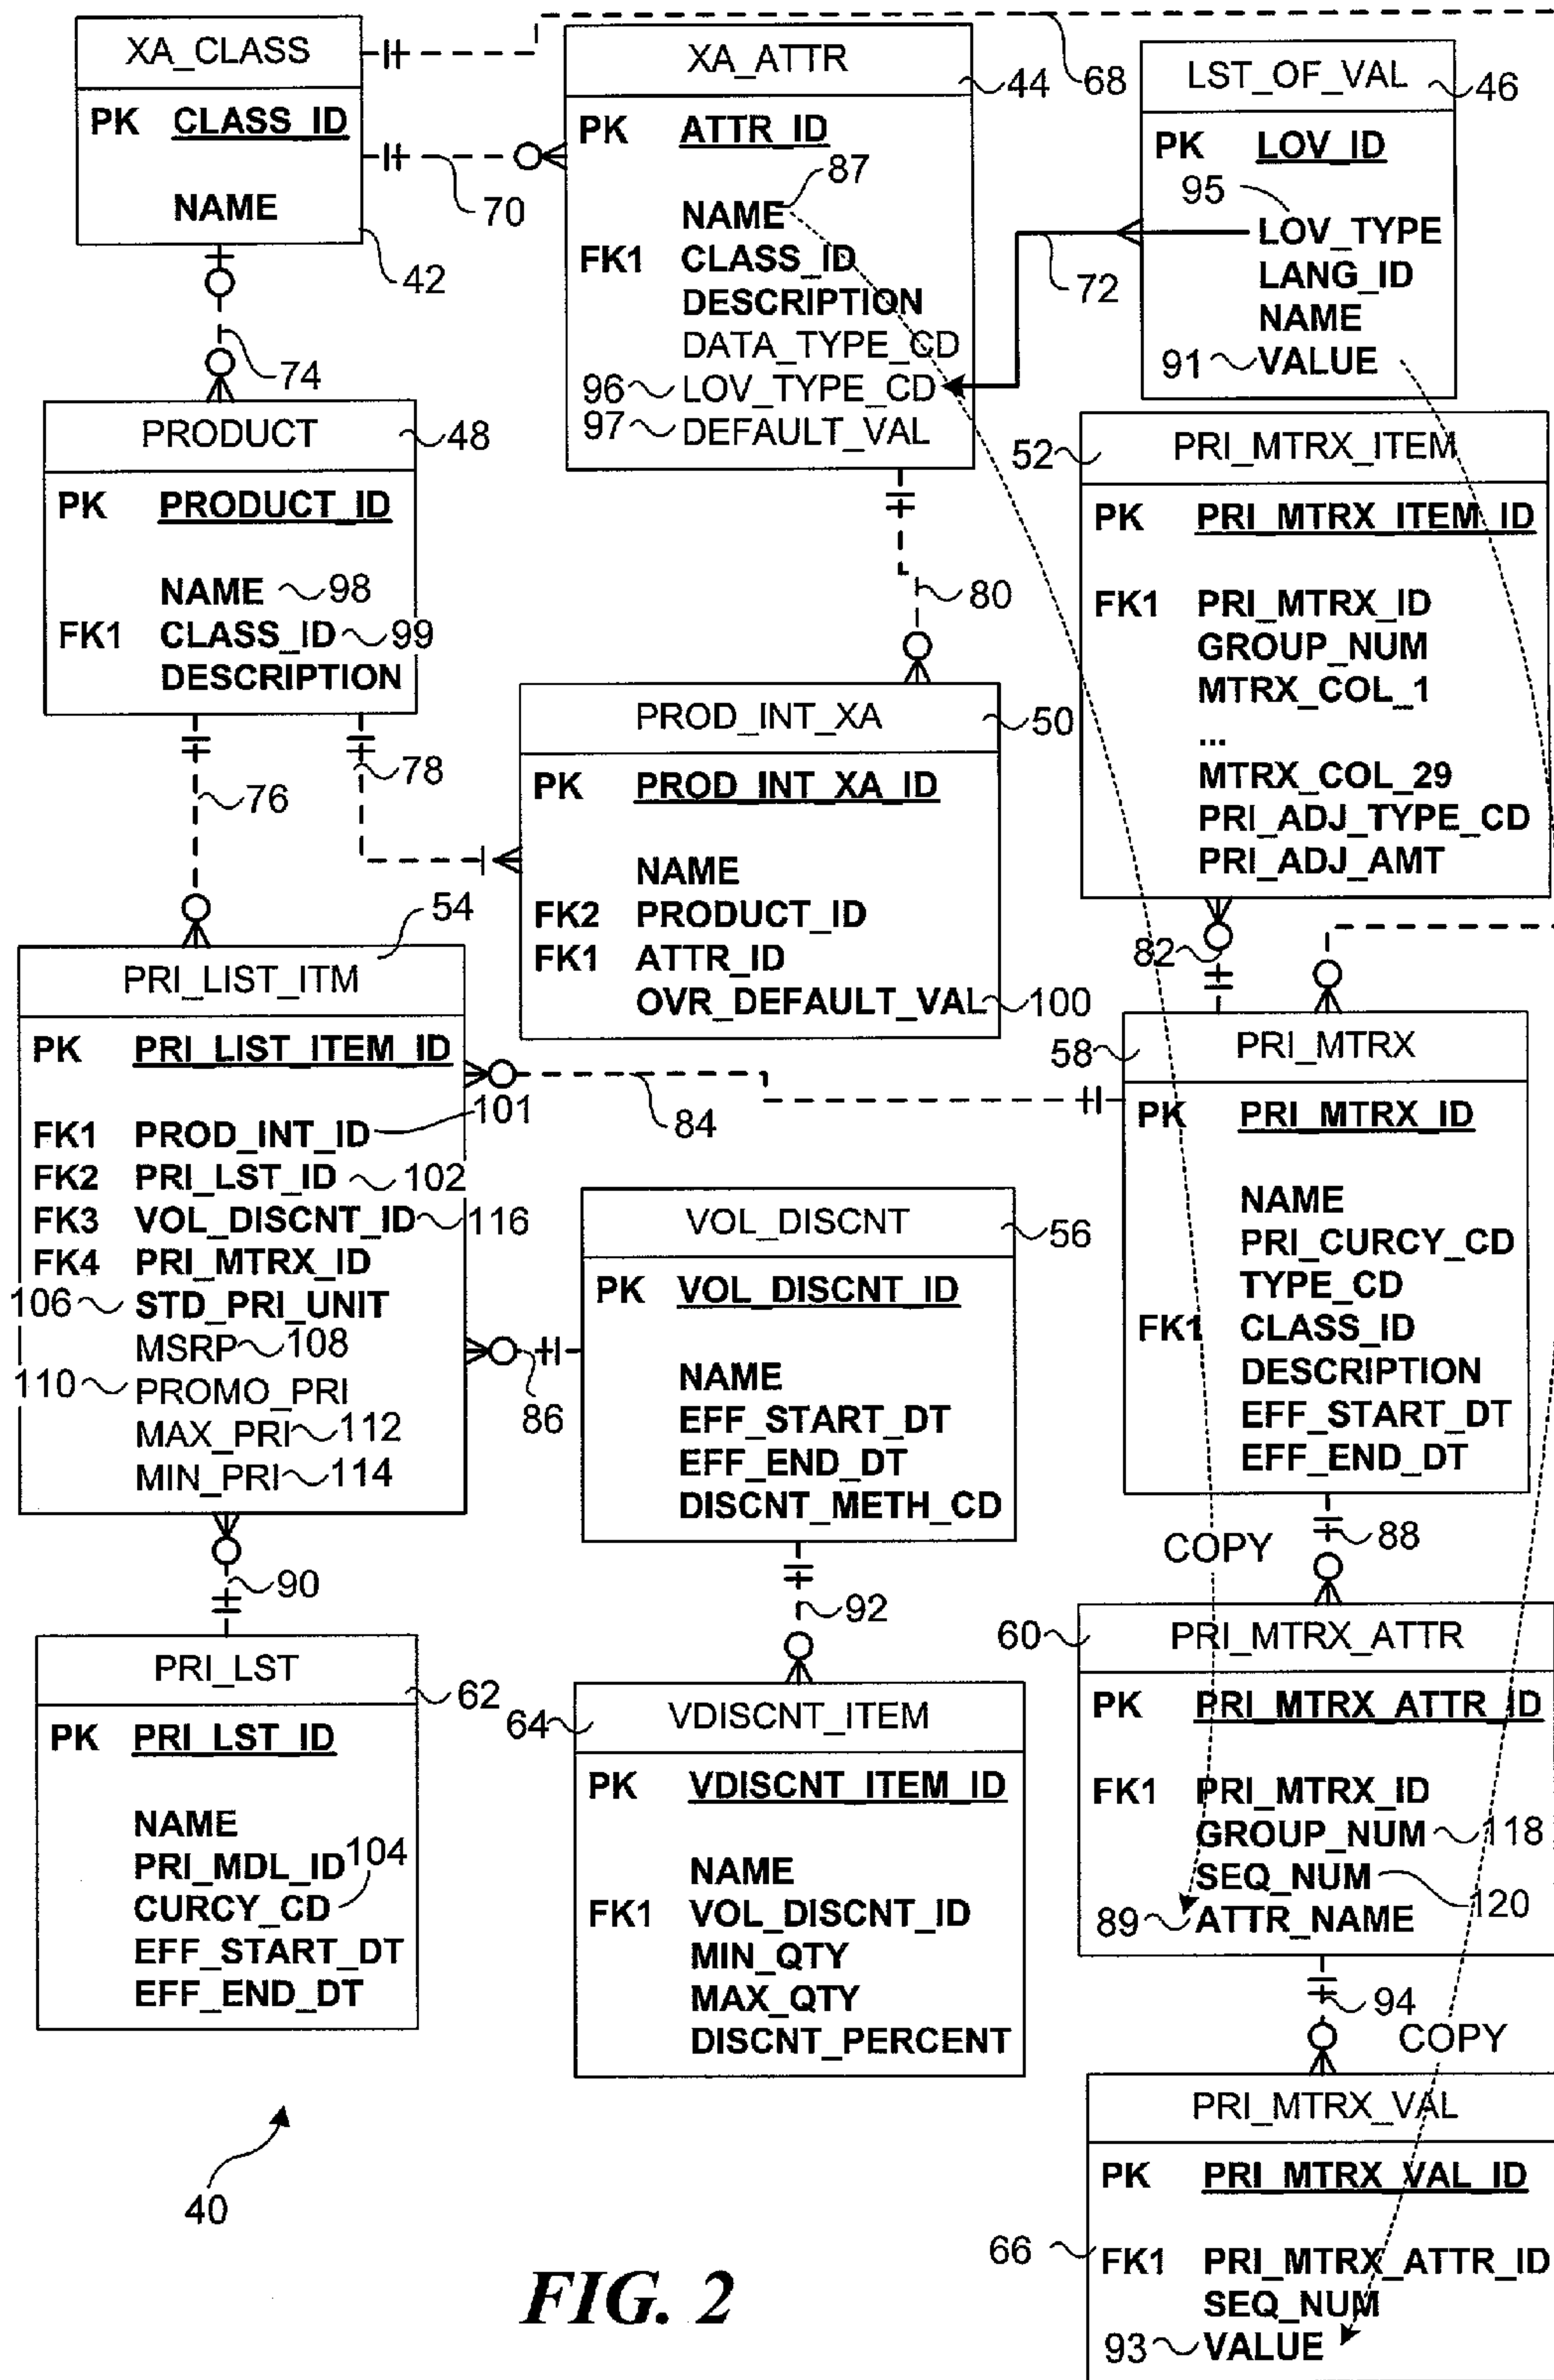 XA_CLASS
PK CLASS_ID
NAME
42
70
68
XA_ATTR
44
PK ATTR_ID
87
NAME
FK1 CLASS_ID
DESCRIPTION
DATA_TYPE_CD
96 LOV_TYPE_CD
97 DEFAULT_VAL
LST_OF_VAL
46
PK LOV_ID
95
LOV_TYPE
LANG_ID
NAME
91 VALUE
72
74
PRODUCT
48
PK PRODUCT_ID
NAME 98
FK1 CLASS_ID 99
DESCRIPTION
76
78
80
52
PRI_MTRX_ITEM
PK PRI_MTRX_ITEM_ID
FK1 PRI_MTRX_ID
GROUP_NUM
MTRX_COL_1
...
MTRX_COL_29
PRI_ADJ_TYPE_CD
PRI_ADJ_AMT
82
PROD_INT_XA
50
PK PROD_INT_XA_ID
NAME
FK2 PRODUCT_ID
FK1 ATTR_ID
OVR_DEFAULT_VAL 100
54
PRI_LIST_ITM
PK PRI_LIST_ITEM_ID
101
FK1 PROD_INT_ID
FK2 PRI_LST_ID 102
FK3 VOL_DISCNT_ID 116
FK4 PRI_MTRX_ID
106 STD_PRI_UNIT
MSRP 108
110 PROMO_PRI
MAX_PRI 112
MIN_PRI 114
84
86
58
PRI_MTRX
PK PRI_MTRX_ID
NAME
PRI_CURCY_CD
TYPE_CD
FK1 CLASS_ID
DESCRIPTION
EFF_START_DT
EFF_END_DT
88
COPY
VOL_DISCNT
56
PK VOL_DISCNT_ID
NAME
EFF_START_DT
EFF_END_DT
DISCNT_METH_CD
90
92
PRI_LST
62
PK PRI_LST_ID
NAME
PRI_MDL_ID
104
CURCY_CD
EFF_START_DT
EFF_END_DT
64
VDISCNT_ITEM
PK VDISCNT_ITEM_ID
NAME
FK1 VOL_DISCNT_ID
MIN_QTY
MAX_QTY
DISCNT_PERCENT
60
PRI_MTRX_ATTR
PK PRI_MTRX_ATTR_ID
FK1 PRI_MTRX_ID
GROUP_NUM 118
SEQ_NUM
120
89 ATTR_NAME
94
COPY
PRI_MTRX_VAL
PK PRI_MTRX_VAL_ID
66
FK1 PRI_MTRX_ATTR_ID
SEQ_NUM
93 VALUE
40
FIG. 2